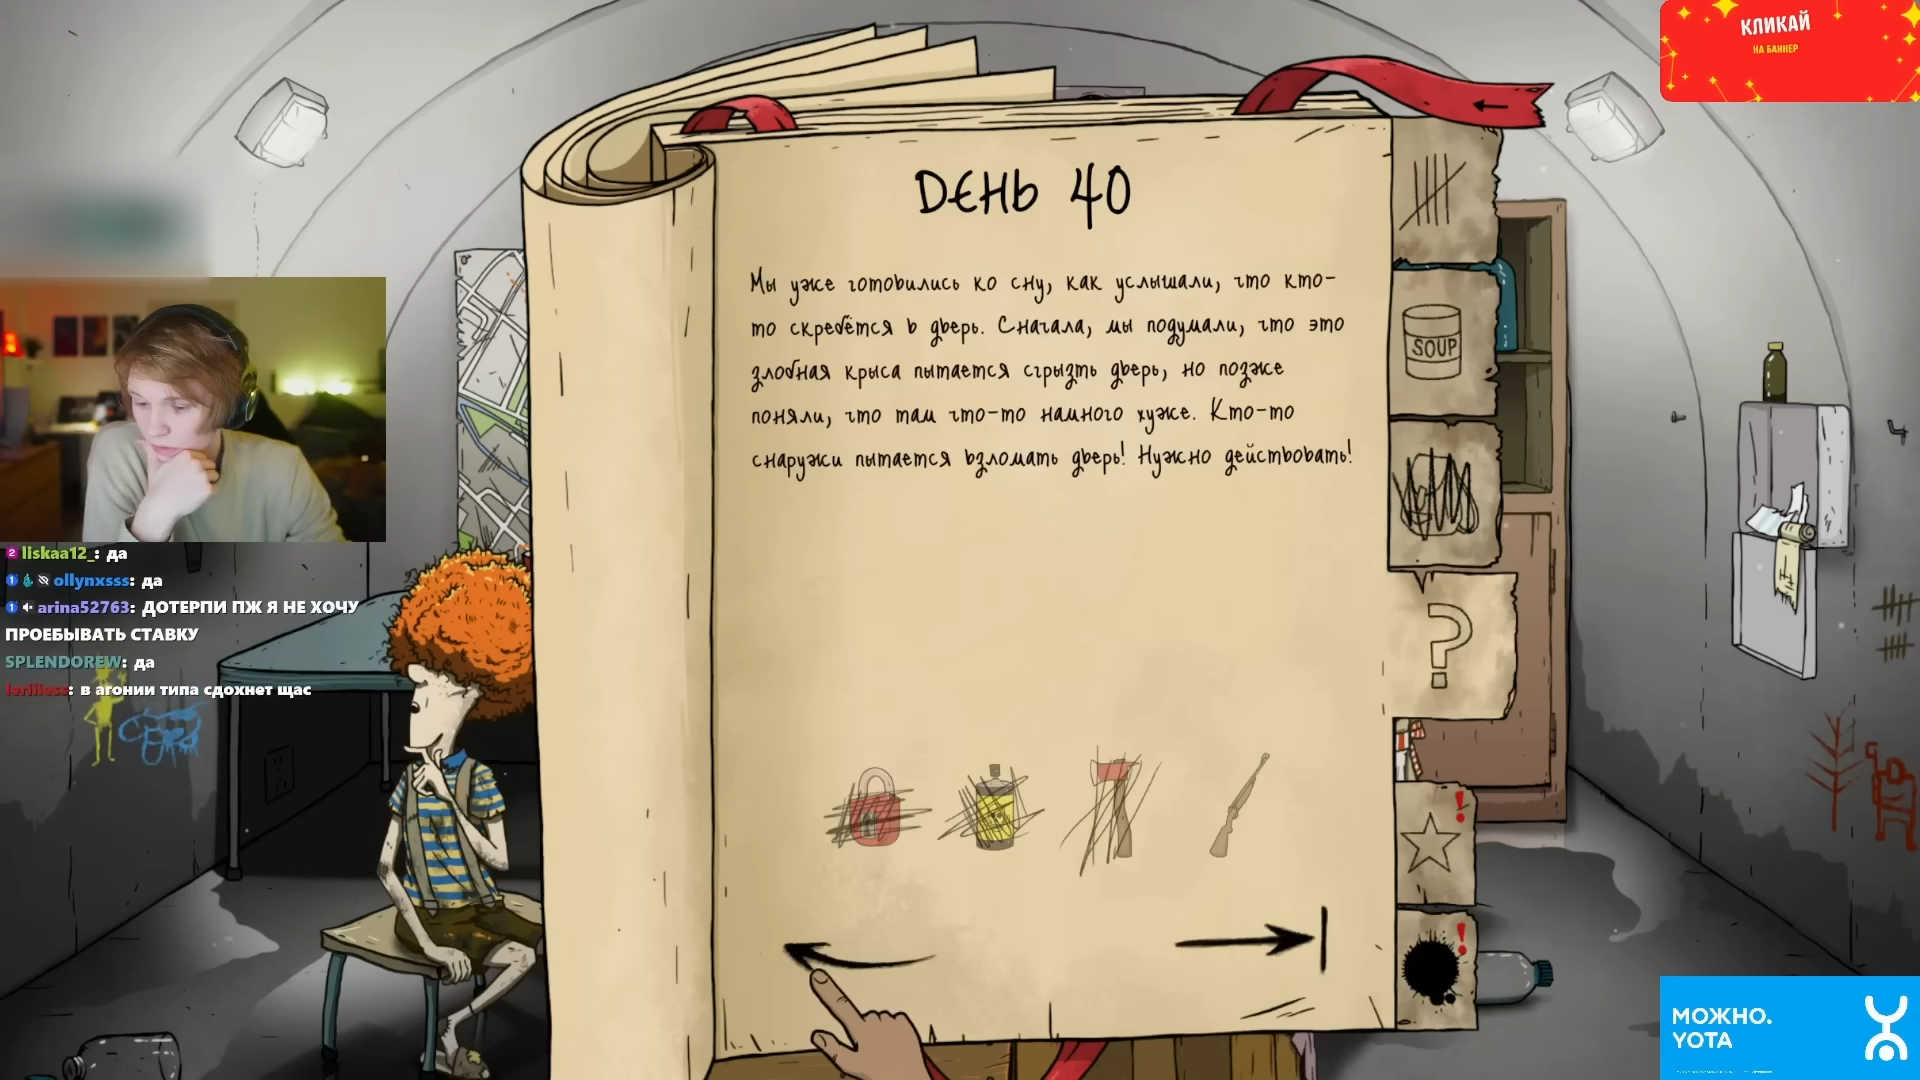 КЛИКАЙ
НА БАННЕР
ДЕНЬ 40
Мы уже готовились ко сну, как услышали, что кто-
то скребётся в дверь. Сначала, мы подумали, что это
злобная крыса пытается сгрызть дверь, но позже
поняли, что там что-то намного хуже. Кто-то
снаружи пытается взломать дверь! Нужно действовать!
SOUP
?
liskaa12_: да
ollynxsss: да
arina52763: ДОТЕРПИ ПЖ Я НЕ ХОЧУ
ПРОЕБЫВАТЬ СТАВКУ
SPLENDOREW: да
: в агонии типа сдохнет щас
МОЖНО.
YOTA